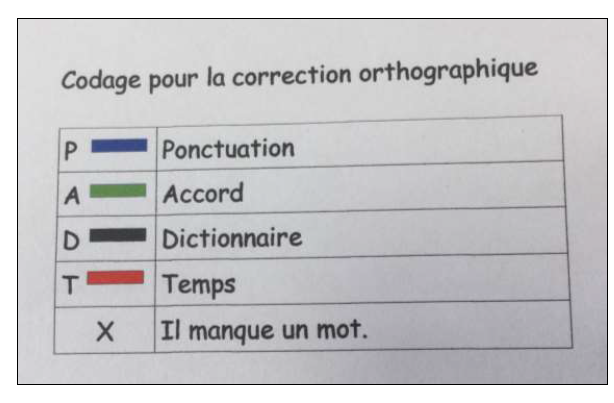 Codage pour la correction orthographique
P Ponctuation
A Accord
D Dictionnaire
T Temps
X Il manque un mot.